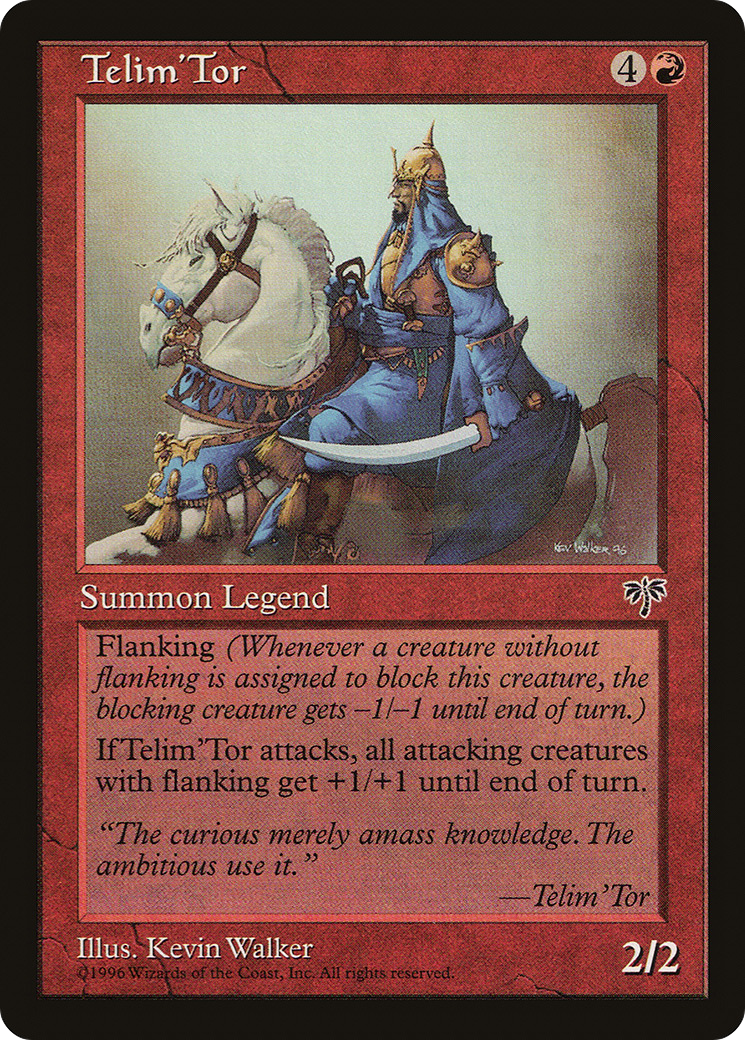 Telim'Tor 4
Kev Walker 96
Summon Legend
Flanking (Whenever a creature without
flanking is assigned to block this creature, the
blocking creature gets –1/–1 until end of turn.)
If Telim'Tor attacks, all attacking creatures
with flanking get +1/+1 until end of turn.
“The curious merely amass knowledge. The
ambitious use it.”
—Telim'Tor
Illus. Kevin Walker
©1996 Wizards of the Coast, Inc. All rights reserved.
2/2